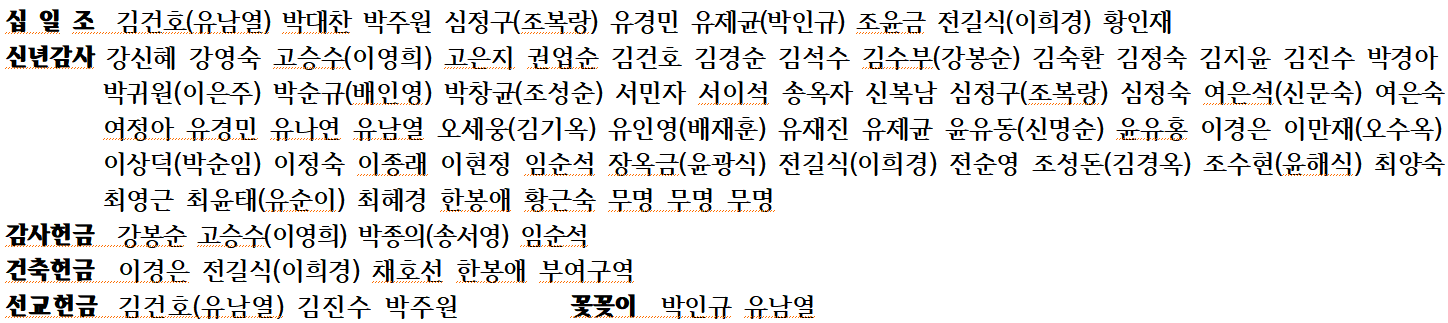 십 일 조 김건호(유남열) 박대찬 박주원 심정구(조복랑) 유경민 유제균(박인규) 조윤금 전길식(이희경) 황인재
신년감사 강신혜 강영숙 고승수(이영희) 고은지 권업순 김건호 김경순 김석수 김수부(강봉순) 김숙환 김정숙 김지윤 김진수 박경아
박귀원(이은주) 박순규(배인영) 박창균(조성순) 서민자 서이석 송옥자 신복남 심정구(조복랑) 심정숙 여은석(신문숙) 여은숙
여정아 유경민 유나연 유남열 오세웅(김기옥) 유인영(배재훈) 유재진 유제균 윤유동(신명순) 윤유홍 이경은 이만재(오수옥)
이상덕(박순임) 이정숙 이종래 이현정 임순석 장옥금(윤광식) 전길식(이희경) 전순영 조성돈(김경옥) 조수현(윤해식) 최양숙
최영근 최윤태(유순이) 최혜경 한봉애 황근숙 무명 무명 무명
감사헌금 강봉순 고승수(이영희) 박종의(송서영) 임순석
건축헌금 이경은 전길식(이희경) 채호선 한봉애 부여구역
선교헌금 김건호(유남열) 김진수 박주원 꽃꽂이 박인규 유남열